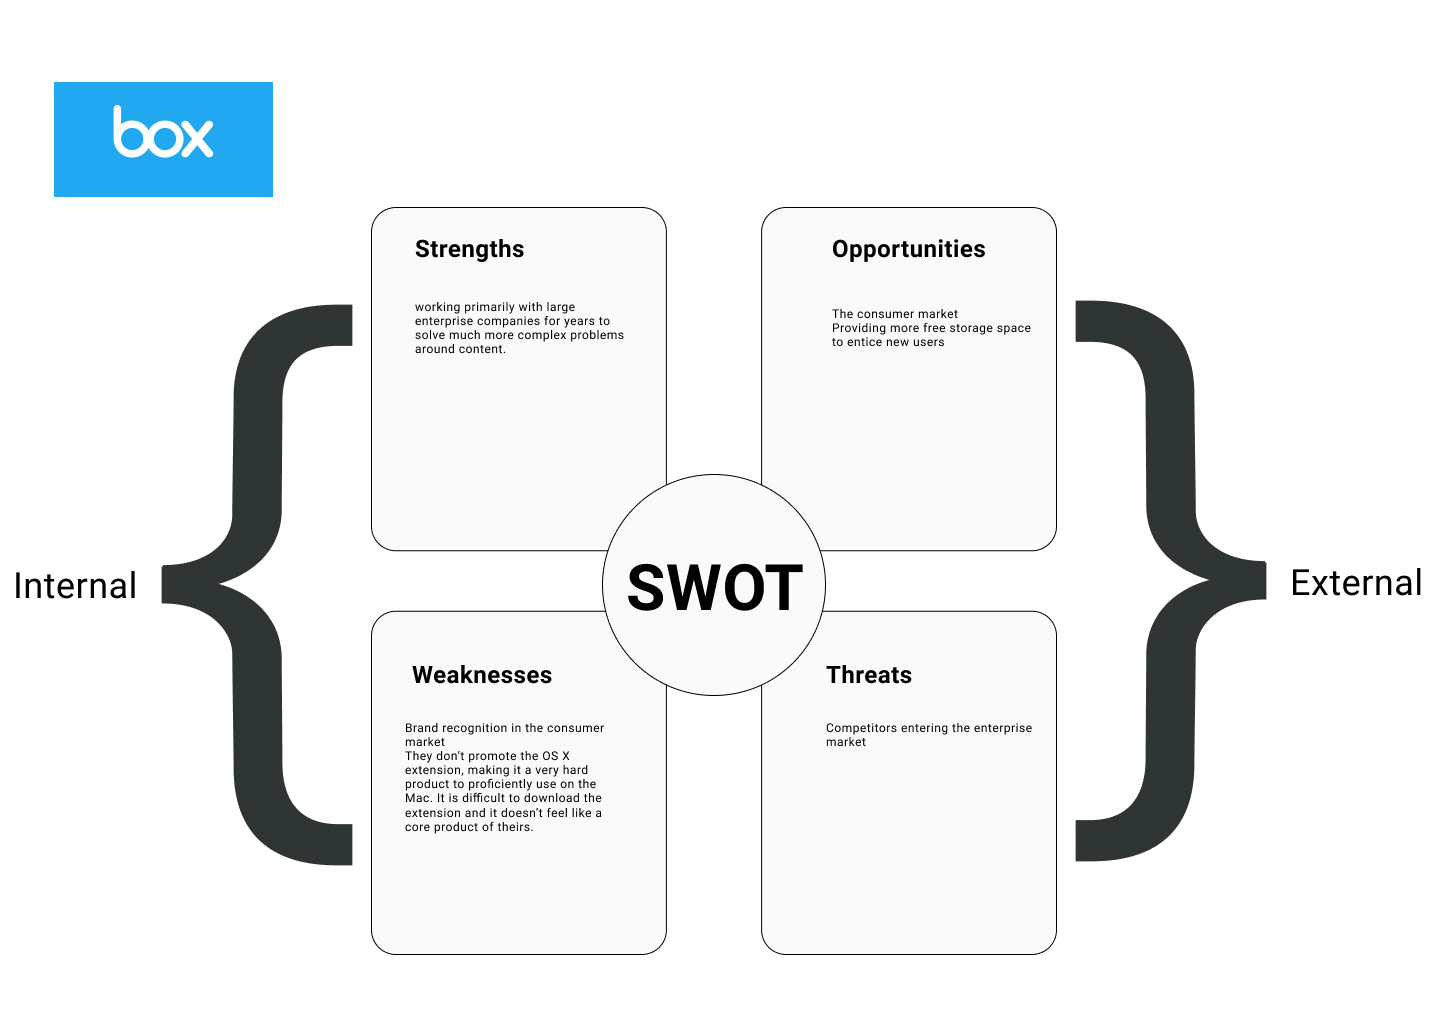 box
Strengths
working primarily with large
enterprise companies for years to
solve much more complex problems
around content.
Opportunities
The consumer market
Providing more free storage space
to entice new users
Internal
SWOT
External
Weaknesses
Brand recognition in the consumer
market
They don’t promote the OS X
extension, making it a very hard
product to proficiently use on the
Mac. It is difficult to download the
extension and it doesn’t feel like a
core product of theirs.
Threats
Competitors entering the enterprise
market